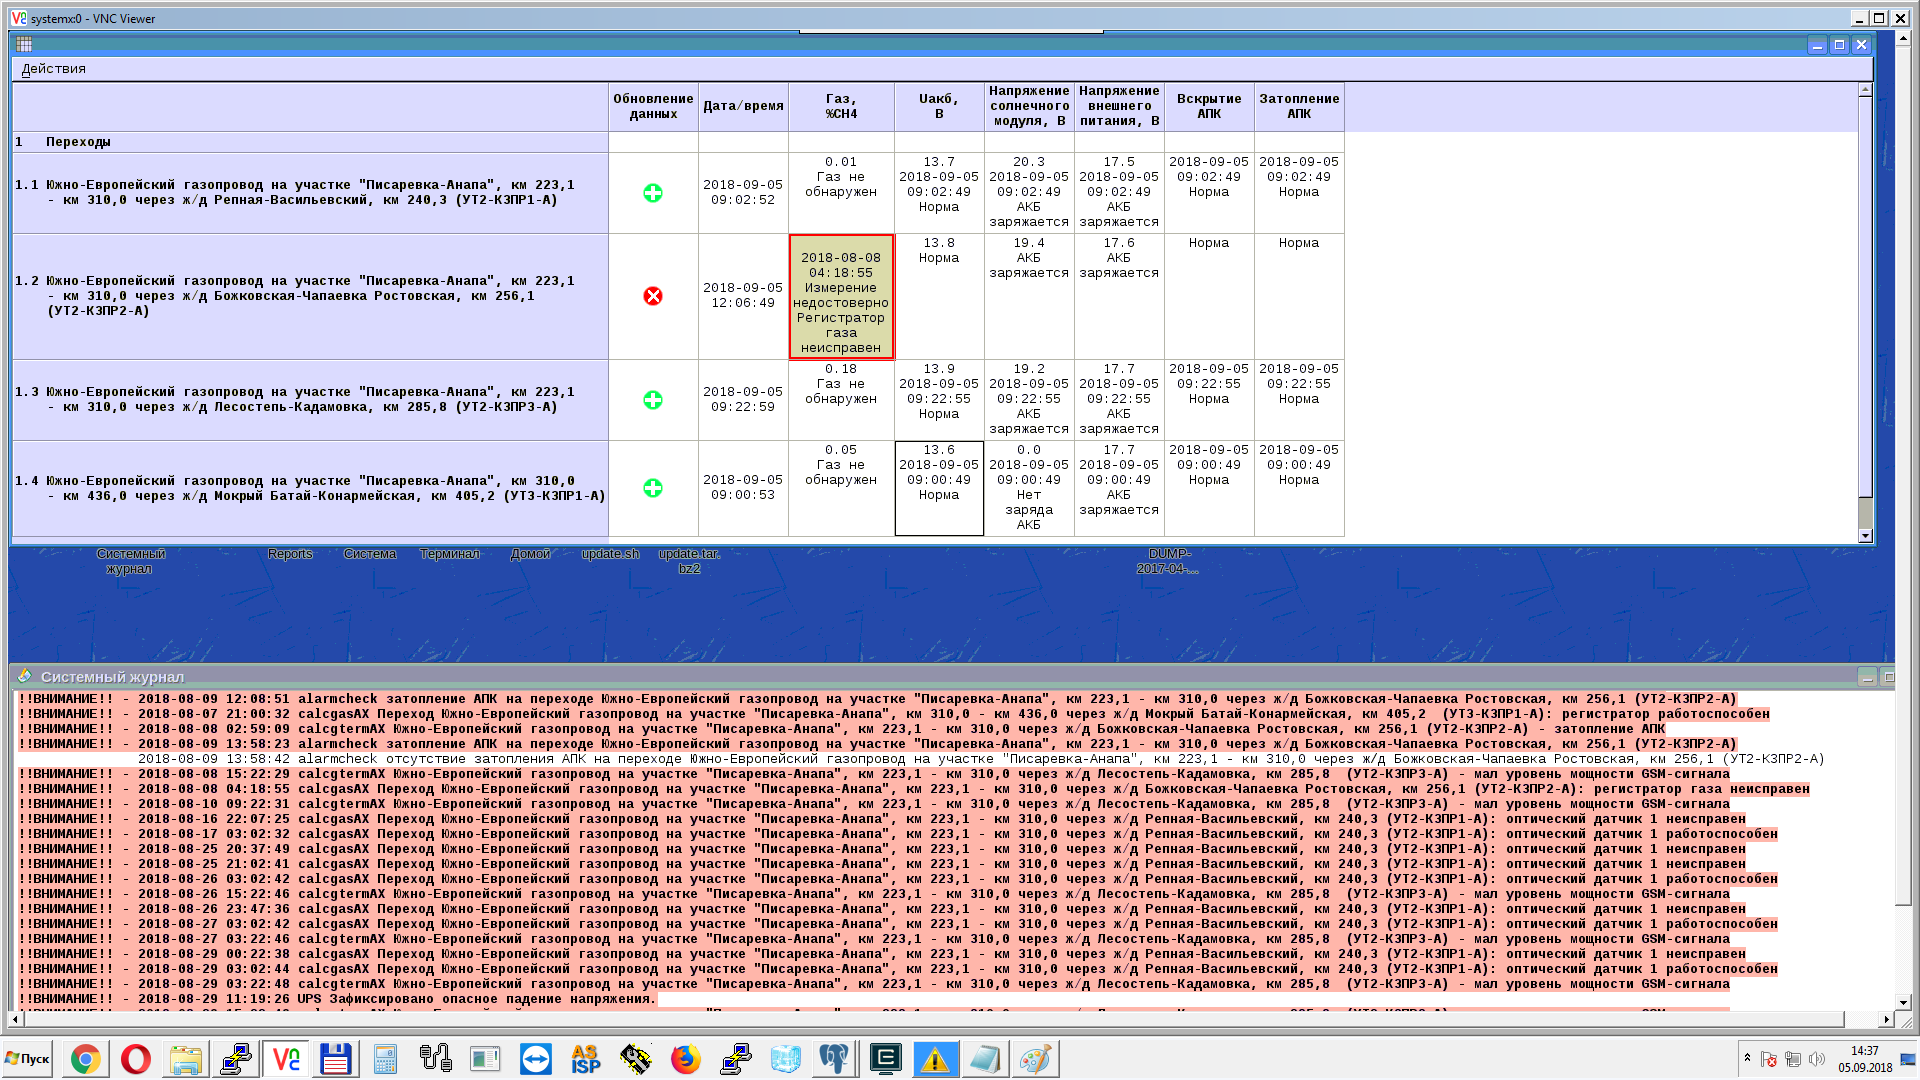 systemx:0 - VNC Viewer
Действия
Обновление данных
Дата/время
Газ, %CH4
Uакб, В
Напряжение солнечного модуля, В
Напряжение внешнего питания, В
Вскрытие АПК
Затопление АПК
1 Переходы
1.1 Южно-Европейский газопровод на участке "Писаревка-Анапа", км 223,1
- км 310,0 через ж/д Репная-Васильевский, км 240,3 (УТ2-КЗПР1-А)
2018-09-05
09:02:52
0.01
Газ не
обнаружен
13.7
2018-09-05
09:02:49
Норма
20.3
2018-09-05
09:02:49
АКБ
заряжается
17.5
2018-09-05
09:02:49
АКБ
заряжается
2018-09-05
09:02:49
Норма
2018-09-05
09:02:49
Норма
1.2 Южно-Европейский газопровод на участке "Писаревка-Анапа", км 223,1
- км 310,0 через ж/д Божковская-Чапаевка Ростовская, км 256,1
(УТ2-КЗПР2-А)
2018-09-05
12:06:49
2018-08-08
04:18:55
Измерение
недостоверно
Регистратор
газа
неисправен
13.8
Норма
19.4
АКБ
заряжается
17.6
АКБ
заряжается
Норма
Норма
1.3 Южно-Европейский газопровод на участке "Писаревка-Анапа", км 223,1
- км 310,0 через ж/д Лесостепь-Кадамовка, км 285,8 (УТ2-КЗПР3-А)
2018-09-05
09:22:59
0.18
Газ не
обнаружен
13.9
2018-09-05
09:22:55
Норма
19.2
2018-09-05
09:22:55
АКБ
заряжается
17.7
2018-09-05
09:22:55
АКБ
заряжается
2018-09-05
09:22:55
Норма
2018-09-05
09:22:55
Норма
1.4 Южно-Европейский газопровод на участке "Писаревка-Анапа", км 310,0
- км 436,0 через ж/д Мокрый Батай-Конармейская, км 405,2 (УТ3-КЗПР1-А)
2018-09-05
09:00:53
0.05
Газ не
обнаружен
13.6
2018-09-05
09:00:49
Норма
0.0
2018-09-05
09:00:49
Нет
заряда
АКБ
17.7
2018-09-05
09:00:49
АКБ
заряжается
2018-09-05
09:00:49
Норма
2018-09-05
09:00:49
Норма
Системный журнал
Reports
Система
Терминал
Домой
update.sh
update.tar.bz2
DUMP-2017-04-...
Системный журнал
!!ВНИМАНИЕ!! - 2018-08-09 12:08:51 alarmcheck затопление АПК на переходе Южно-Европейский газопровод на участке "Писаревка-Анапа", км 223,1 - км 310,0 через ж/д Божковская-Чапаевка Ростовская, км 256,1 (УТ2-КЗПР2-А)
!!ВНИМАНИЕ!! - 2018-08-07 21:00:32 calcgasAX Переход Южно-Европейский газопровод на участке "Писаревка-Анапа", км 310,0 - км 436,0 через ж/д Мокрый Батай-Конармейская, км 405,2 (УТ3-КЗПР1-А): регистратор работоспособен
!!ВНИМАНИЕ!! - 2018-08-08 02:59:09 calcgtermAX Южно-Европейский газопровод на участке "Писаревка-Анапа", км 223,1 - км 310,0 через ж/д Божковская-Чапаевка Ростовская, км 256,1 (УТ2-КЗПР2-А) - затопление АПК
!!ВНИМАНИЕ!! - 2018-08-09 13:58:23 alarmcheck затопление АПК на переходе Южно-Европейский газопровод на участке "Писаревка-Анапа", км 223,1 - км 310,0 через ж/д Божковская-Чапаевка Ростовская, км 256,1 (УТ2-КЗПР2-А)
2018-08-09 13:58:42 alarmcheck отсутствие затопления АПК на переходе Южно-Европейский газопровод на участке "Писаревка-Анапа", км 223,1 - км 310,0 через ж/д Божковская-Чапаевка Ростовская, км 256,1 (УТ2-КЗПР2-А)
!!ВНИМАНИЕ!! - 2018-08-08 15:22:29 calcgtermAX Южно-Европейский газопровод на участке "Писаревка-Анапа", км 223,1 - км 310,0 через ж/д Лесостепь-Кадамовка, км 285,8 (УТ2-КЗПР3-А) - мал уровень мощности GSM-сигнала
!!ВНИМАНИЕ!! - 2018-08-08 04:18:55 calcgasAX Переход Южно-Европейский газопровод на участке "Писаревка-Анапа", км 223,1 - км 310,0 через ж/д Божковская-Чапаевка Ростовская, км 256,1 (УТ2-КЗПР2-А): регистратор газа неисправен
!!ВНИМАНИЕ!! - 2018-08-10 09:22:31 calcgtermAX Южно-Европейский газопровод на участке "Писаревка-Анапа", км 223,1 - км 310,0 через ж/д Лесостепь-Кадамовка, км 285,8 (УТ2-КЗПР3-А) - мал уровень мощности GSM-сигнала
!!ВНИМАНИЕ!! - 2018-08-16 22:07:25 calcgasAX Переход Южно-Европейский газопровод на участке "Писаревка-Анапа", км 223,1 - км 310,0 через ж/д Репная-Васильевский, км 240,3 (УТ2-КЗПР1-А): оптический датчик 1 неисправен
!!ВНИМАНИЕ!! - 2018-08-17 03:02:32 calcgasAX Переход Южно-Европейский газопровод на участке "Писаревка-Анапа", км 223,1 - км 310,0 через ж/д Репная-Васильевский, км 240,3 (УТ2-КЗПР1-А): оптический датчик 1 работоспособен
!!ВНИМАНИЕ!! - 2018-08-25 20:37:49 calcgasAX Переход Южно-Европейский газопровод на участке "Писаревка-Анапа", км 223,1 - км 310,0 через ж/д Репная-Васильевский, км 240,3 (УТ2-КЗПР1-А): оптический датчик 1 неисправен
!!ВНИМАНИЕ!! - 2018-08-25 21:02:41 calcgasAX Переход Южно-Европейский газопровод на участке "Писаревка-Анапа", км 223,1 - км 310,0 через ж/д Репная-Васильевский, км 240,3 (УТ2-КЗПР1-А): оптический датчик 1 неисправен
!!ВНИМАНИЕ!! - 2018-08-26 03:02:42 calcgasAX Переход Южно-Европейский газопровод на участке "Писаревка-Анапа", км 223,1 - км 310,0 через ж/д Репная-Васильевский, км 240,3 (УТ2-КЗПР1-А): оптический датчик 1 работоспособен
!!ВНИМАНИЕ!! - 2018-08-26 15:22:46 calcgtermAX Южно-Европейский газопровод на участке "Писаревка-Анапа", км 223,1 - км 310,0 через ж/д Лесостепь-Кадамовка, км 285,8 (УТ2-КЗПР3-А) - мал уровень мощности GSM-сигнала
!!ВНИМАНИЕ!! - 2018-08-26 23:47:36 calcgasAX Переход Южно-Европейский газопровод на участке "Писаревка-Анапа", км 223,1 - км 310,0 через ж/д Репная-Васильевский, км 240,3 (УТ2-КЗПР1-А): оптический датчик 1 неисправен
!!ВНИМАНИЕ!! - 2018-08-27 03:02:42 calcgasAX Переход Южно-Европейский газопровод на участке "Писаревка-Анапа", км 223,1 - км 310,0 через ж/д Репная-Васильевский, км 240,3 (УТ2-КЗПР1-А): оптический датчик 1 работоспособен
!!ВНИМАНИЕ!! - 2018-08-27 03:22:46 calcgtermAX Южно-Европейский газопровод на участке "Писаревка-Анапа", км 223,1 - км 310,0 через ж/д Лесостепь-Кадамовка, км 285,8 (УТ2-КЗПР3-А) - мал уровень мощности GSM-сигнала
!!ВНИМАНИЕ!! - 2018-08-29 00:22:38 calcgasAX Переход Южно-Европейский газопровод на участке "Писаревка-Анапа", км 223,1 - км 310,0 через ж/д Репная-Васильевский, км 240,3 (УТ2-КЗПР1-А): оптический датчик 1 неисправен
!!ВНИМАНИЕ!! - 2018-08-29 03:02:44 calcgasAX Переход Южно-Европейский газопровод на участке "Писаревка-Анапа", км 223,1 - км 310,0 через ж/д Репная-Васильевский, км 240,3 (УТ2-КЗПР1-А): оптический датчик 1 работоспособен
!!ВНИМАНИЕ!! - 2018-08-29 03:22:48 calcgtermAX Южно-Европейский газопровод на участке "Писаревка-Анапа", км 223,1 - км 310,0 через ж/д Лесостепь-Кадамовка, км 285,8 (УТ2-КЗПР3-А) - мал уровень мощности GSM-сигнала
!!ВНИМАНИЕ!! - 2018-08-29 11:19:26 UPS Зафиксировано опасное падение напряжения.
Пуск
AS
ISP
14:37
05.09.2018